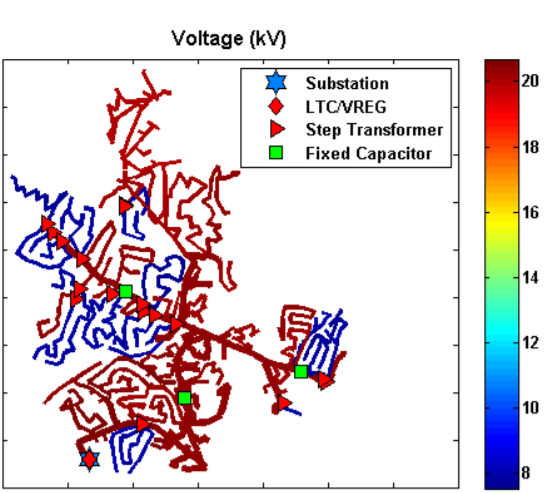 Voltage (kV)
Substation
LTC/VREG
Step Transformer
Fixed Capacitor
20
18
16
14
12
10
8